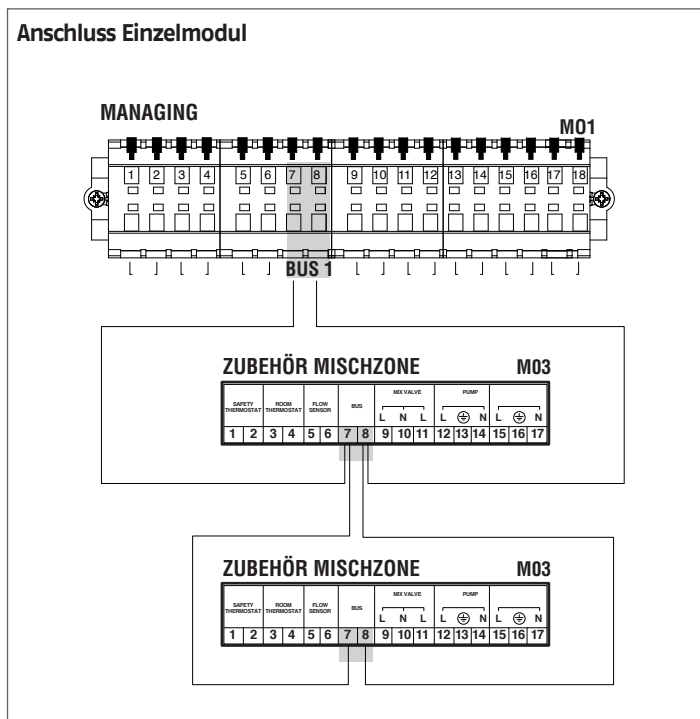 Anschluss Einzelmodul
MANAGING
M01
1 2 3 4 5 6 7 8 9 10 11 12 13 14 15 16 17 18
BUS 1
ZUBEHÖR MISCHZONE M03
SAFETY THERMOSTAT ROOM THERMOSTAT FLOW SENSOR BUS MIX VALVE PUMP
L N L L N L N
1 2 3 4 5 6 7 8 9 10 11 12 13 14 15 16 17
ZUBEHÖR MISCHZONE M03
SAFETY THERMOSTAT ROOM THERMOSTAT FLOW SENSOR BUS MIX VALVE PUMP
L N L L N L N
1 2 3 4 5 6 7 8 9 10 11 12 13 14 15 16 17